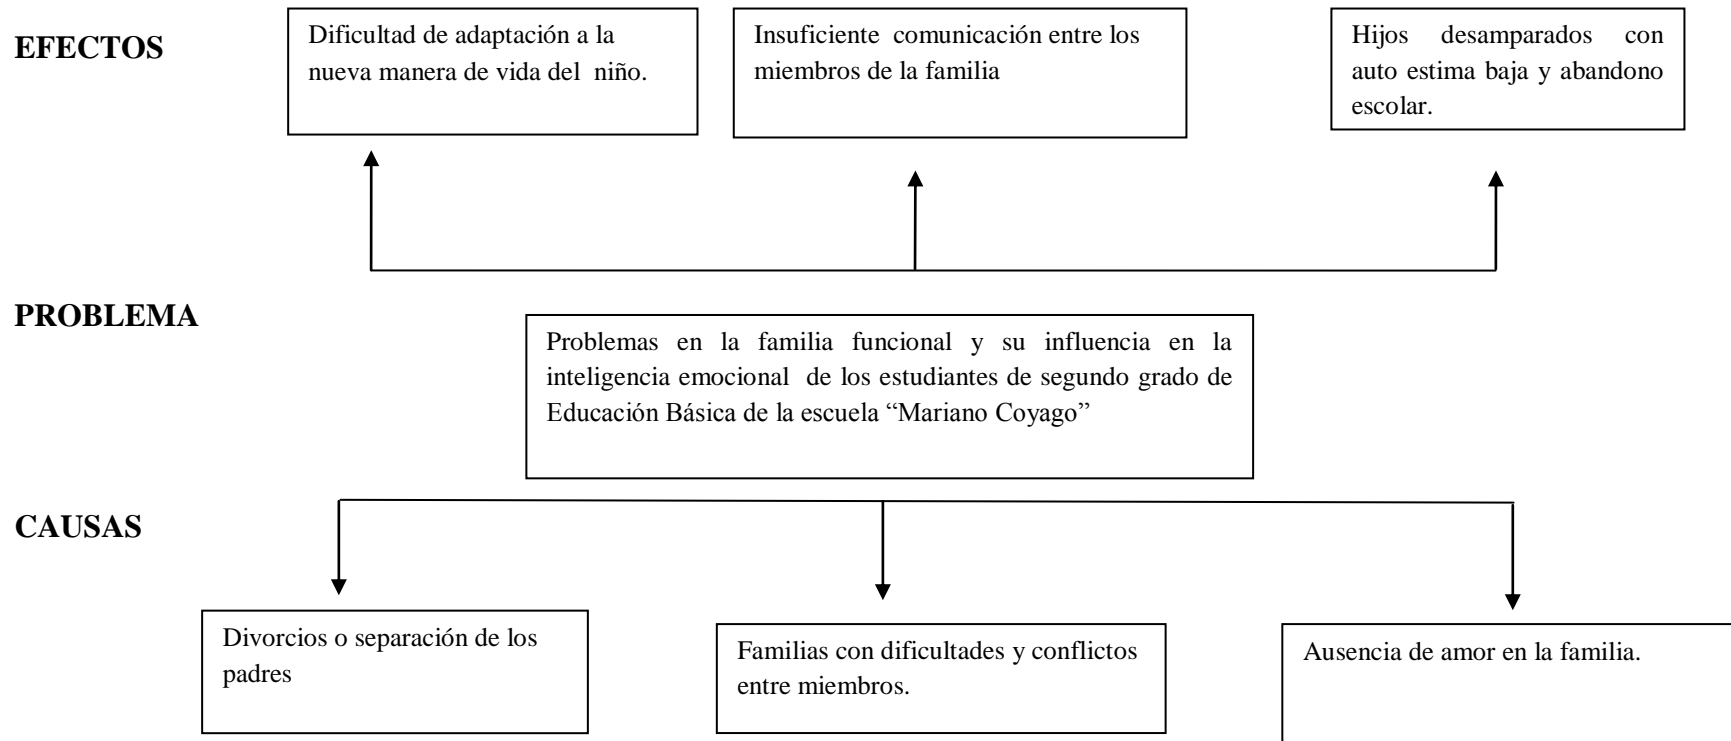 EFECTOS
Dificultad de adaptación a la
nueva manera de vida del niño.
Insuficiente comunicación entre los
miembros de la familia
Hijos desamparados con
auto estima baja y abandono
escolar.
PROBLEMA
Problemas en la familia funcional y su influencia en la
inteligencia emocional de los estudiantes de segundo grado de
Educación Básica de la escuela “Mariano Coyago”
CAUSAS
Divorcios o separación de los
padres
Familias con dificultades y conflictos
entre miembros.
Ausencia de amor en la familia.